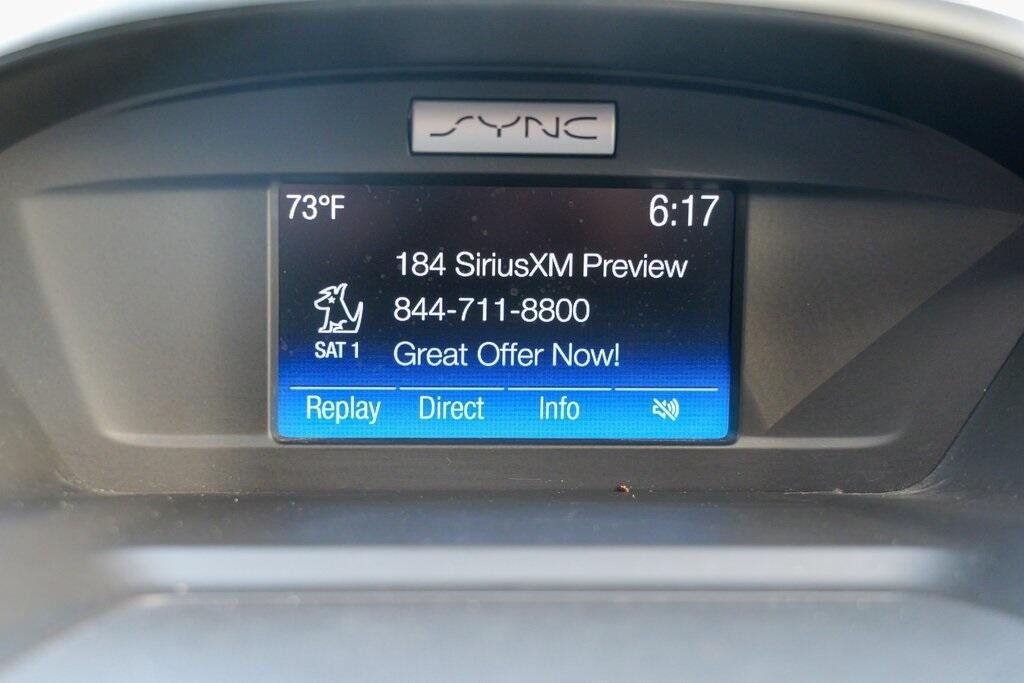 SYNC
73°F 6:17
184 SiriusXM Preview
844-711-8800
SAT 1 Great Offer Now!
Replay Direct Info